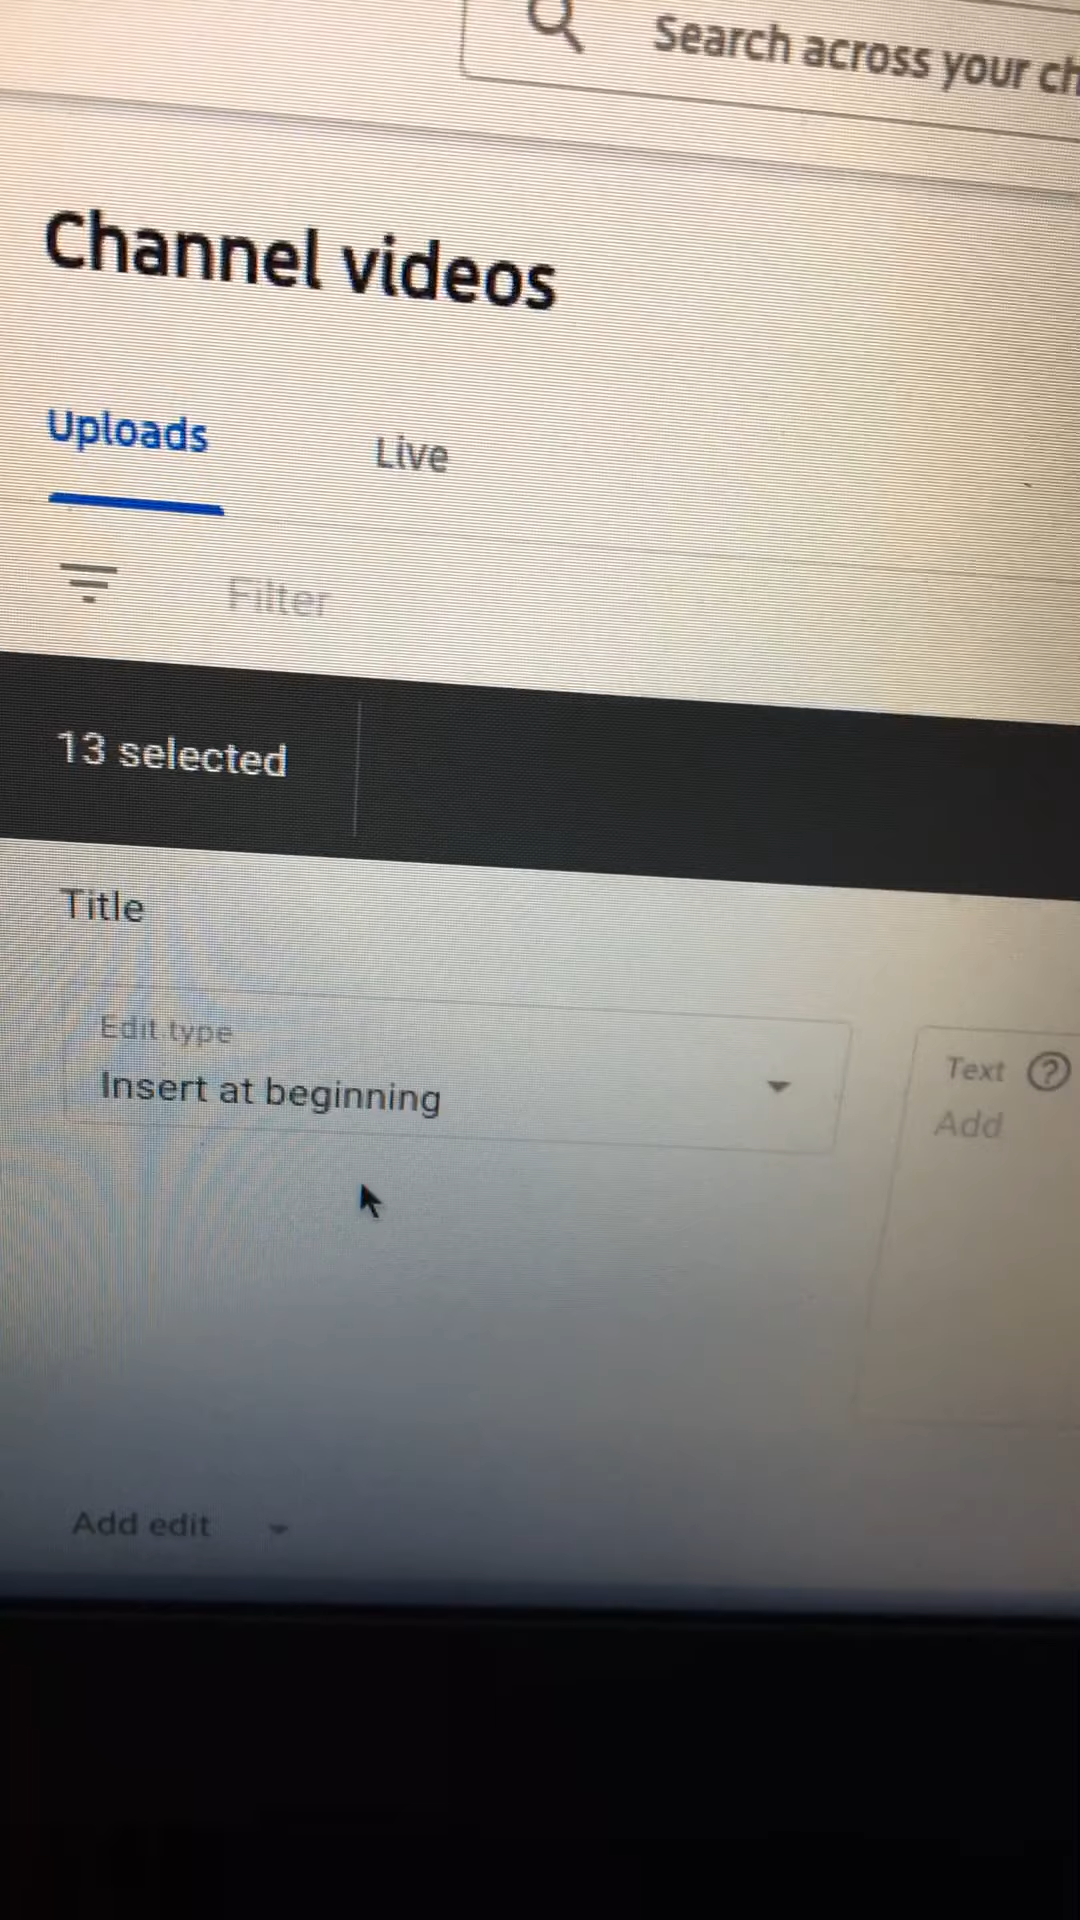 Search across your ch
Channel videos
Uploads Live
Filter
13 selected
Title
Edit type
Insert at beginning
Text ?
Add
Add edit